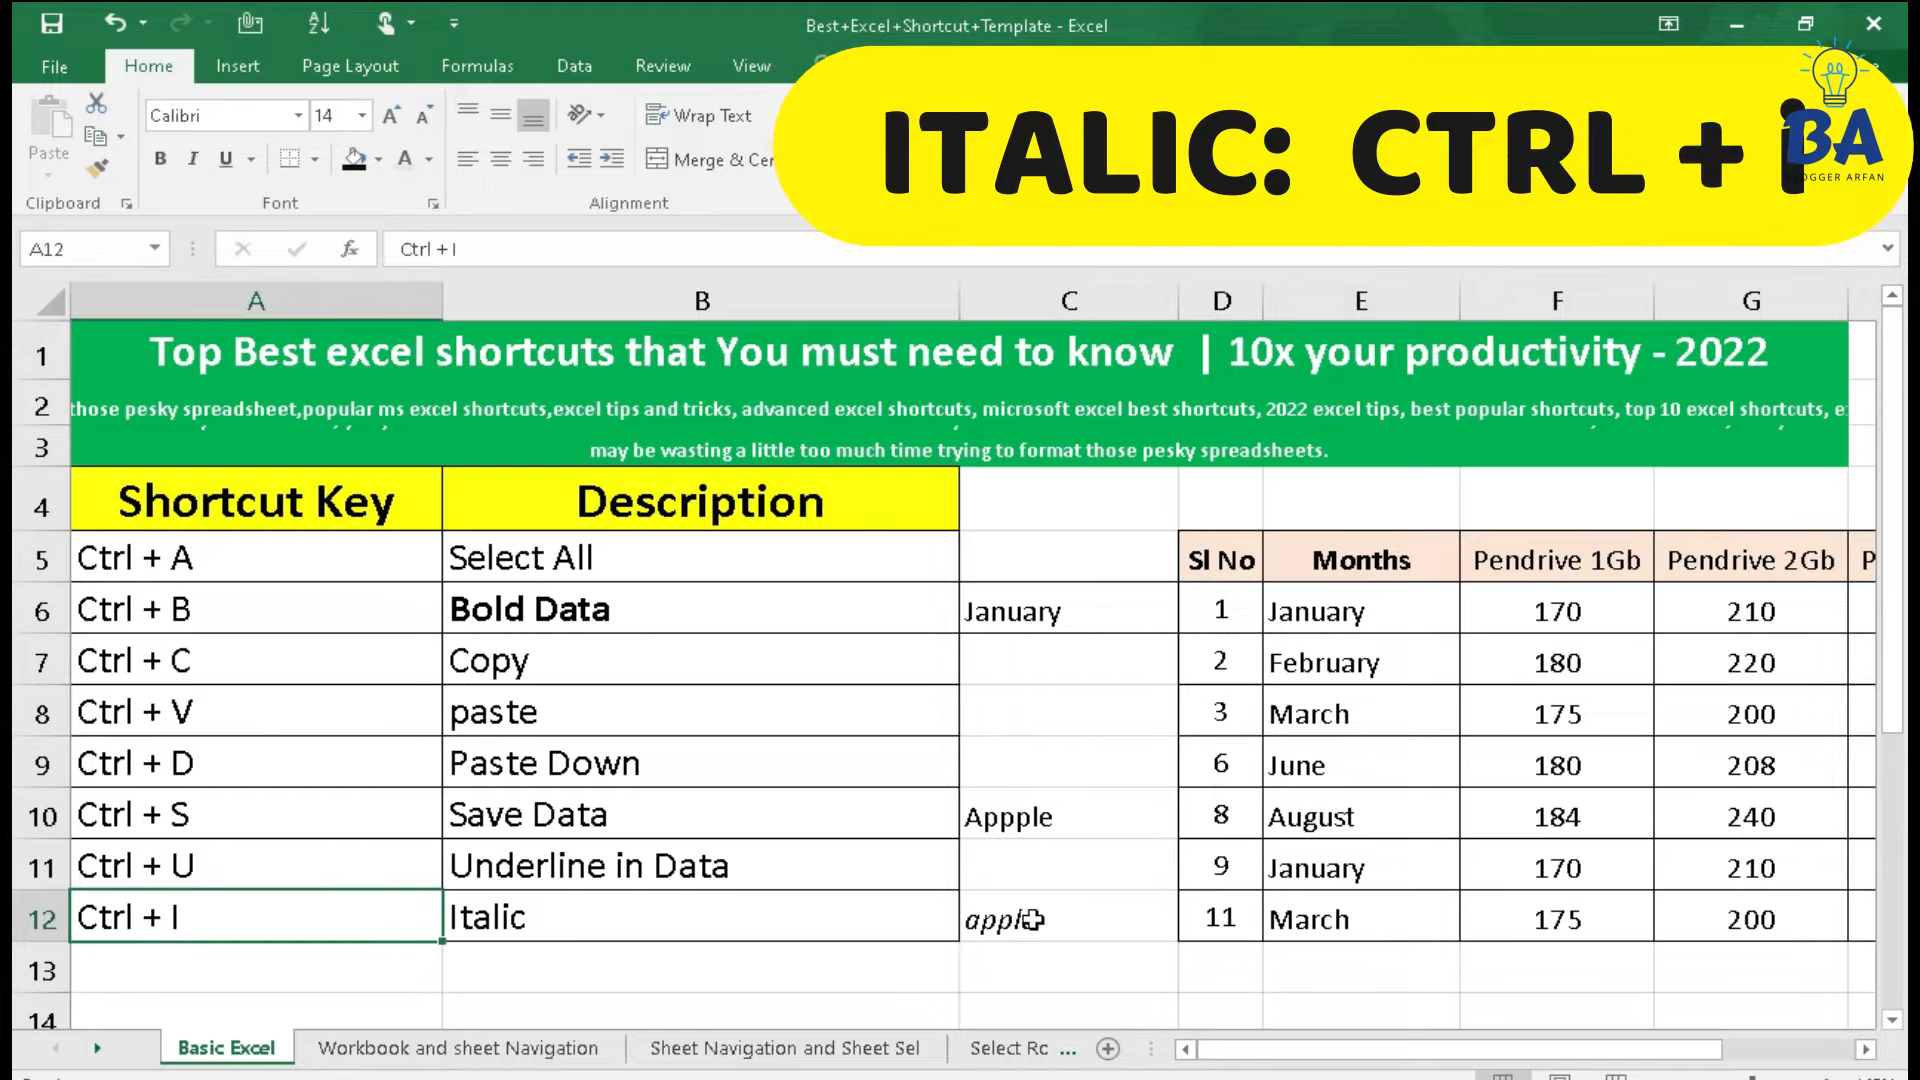 Best+Excel+Shortcut+Template - Excel
File Home Insert Page Layout Formulas Data Review View
ITALIC: CTRL + i
BA
Calibri 14 Wrap Text
Paste B I U A Merge & Cen
Clipboard Font Alignment
A12 fx Ctrl + I
A B C D E F G
1 Top Best excel shortcuts that You must need to know | 10x your productivity - 2022
2 those pesky spreadsheet,popular ms excel shortcuts,excel tips and tricks, advanced excel shortcuts, microsoft excel best shortcuts, 2022 excel tips, best popular shortcuts, top 10 excel shortcuts, e
3 may be wasting a little too much time trying to format those pesky spreadsheets.
4 Shortcut Key Description
5 Ctrl + A Select All Sl No Months Pendrive 1Gb Pendrive 2Gb P
6 Ctrl + B Bold Data January 1 January 170 210
7 Ctrl + C Copy 2 February 180 220
8 Ctrl + V paste 3 March 175 200
9 Ctrl + D Paste Down 6 June 180 208
10 Ctrl + S Save Data Appple 8 August 184 240
11 Ctrl + U Underline in Data 9 January 170 210
12 Ctrl + I Italic 11 March 175 200
13
14
Basic Excel Workbook and sheet Navigation Sheet Navigation and Sheet Sel Select Rc ...